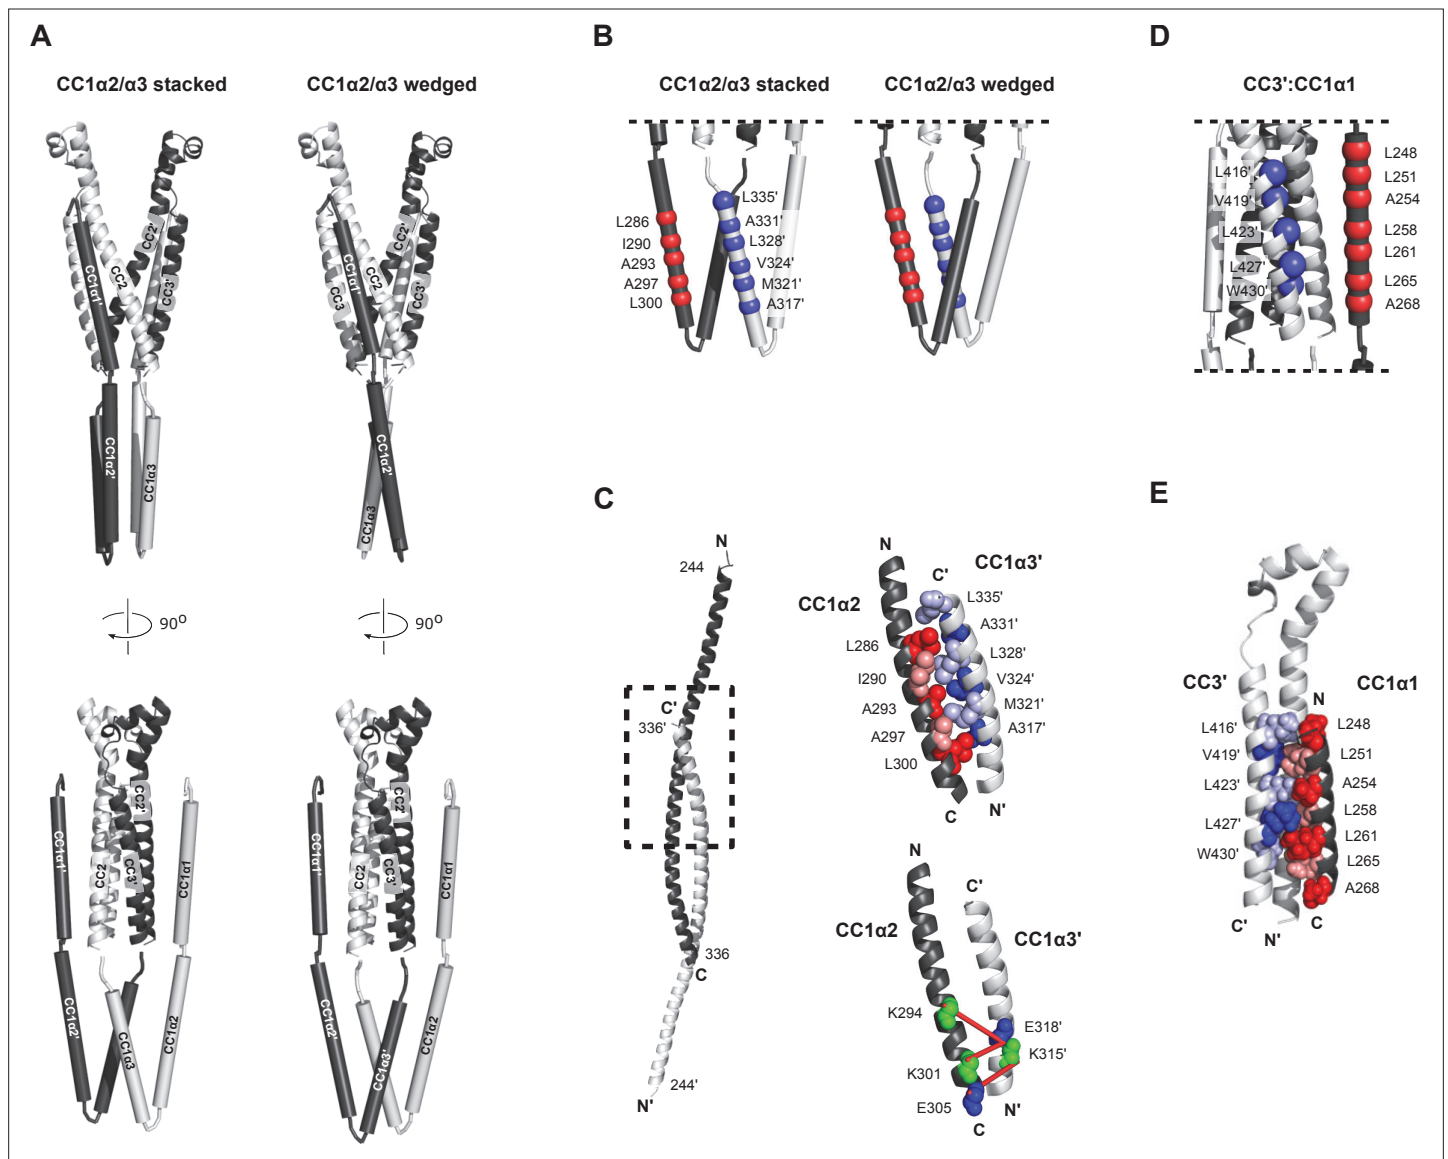 A
CC1α2/α3 stacked
CC1α2/α3 wedged
CC1α1'
CC2
CC2'
CC3'
CC1α2'
CC1α3
CC3
CC1α1'
CC2
CC2'
CC3'
CC1α2'
CC1α3
90o
90o
CC1α1'
CC2
CC2'
CC3'
CC1α1
CC1α2'
CC1α3
CC1α2
CC1α1'
CC2
CC2'
CC3'
CC1α1
CC1α2'
CC1α3'
CC1α2
B
CC1α2/α3 stacked
CC1α2/α3 wedged
L286
I290
A293
A297
L300
L335'
A331'
L328'
V324'
M321'
A317'
C
N
244
C'
336'
336
C
244'
N'
N
C'
CC1α3'
CC1α2
L286
I290
A293
A297
L300
L335'
A331'
L328'
V324'
M321'
A317'
C
N'
N
C'
CC1α2
CC1α3'
K294
K301
E305
E318'
K315'
N'
C
D
CC3':CC1α1
L416'
V419'
L423'
L427'
W430'
L248
L251
A254
L258
L261
L265
A268
E
CC3'
CC1α1
N
L416'
V419'
L423'
L427'
W430'
L248
L251
A254
L258
L261
L265
A268
C'
N'
C